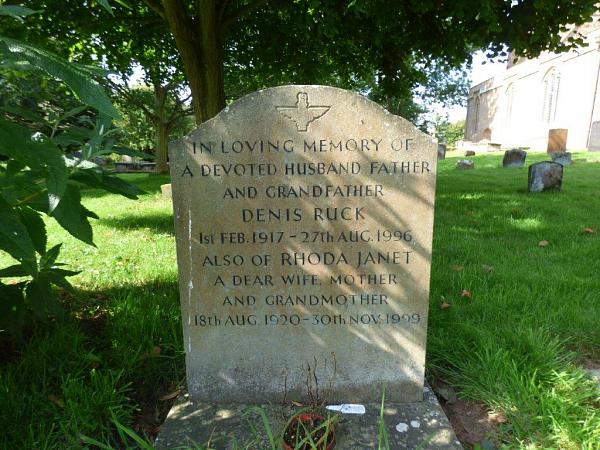 IN LOVING MEMORY OF
A DEVOTED HUSBAND FATHER
AND GRANDFATHER
DENIS RUCK
1ST FEB. 1917 - 27TH AUG. 1996
ALSO OF RHODA JANET
A DEAR WIFE, MOTHER
AND GRANDMOTHER
18TH AUG. 1920-30TH NOV. 1999